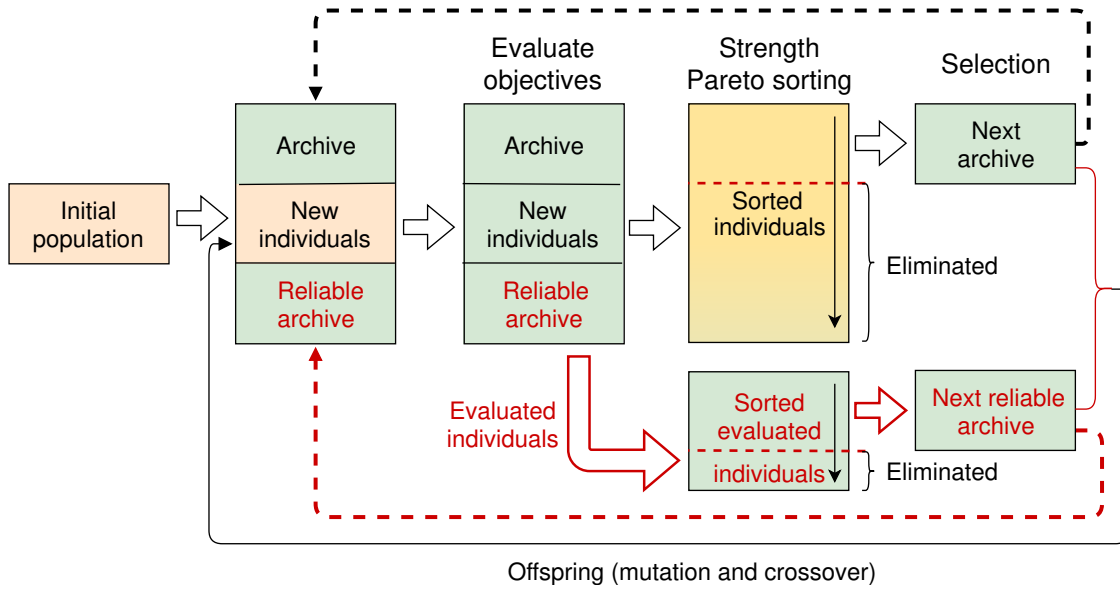 Evaluate
objectives
Strength
Pareto sorting
Selection
Initial
population
Archive
New
individuals
Reliable
archive
Archive
New
individuals
Reliable
archive
Sorted
individuals
Eliminated
Next
archive
Evaluated
individuals
Sorted
evaluated
individuals
Eliminated
Next reliable
archive
Offspring (mutation and crossover)